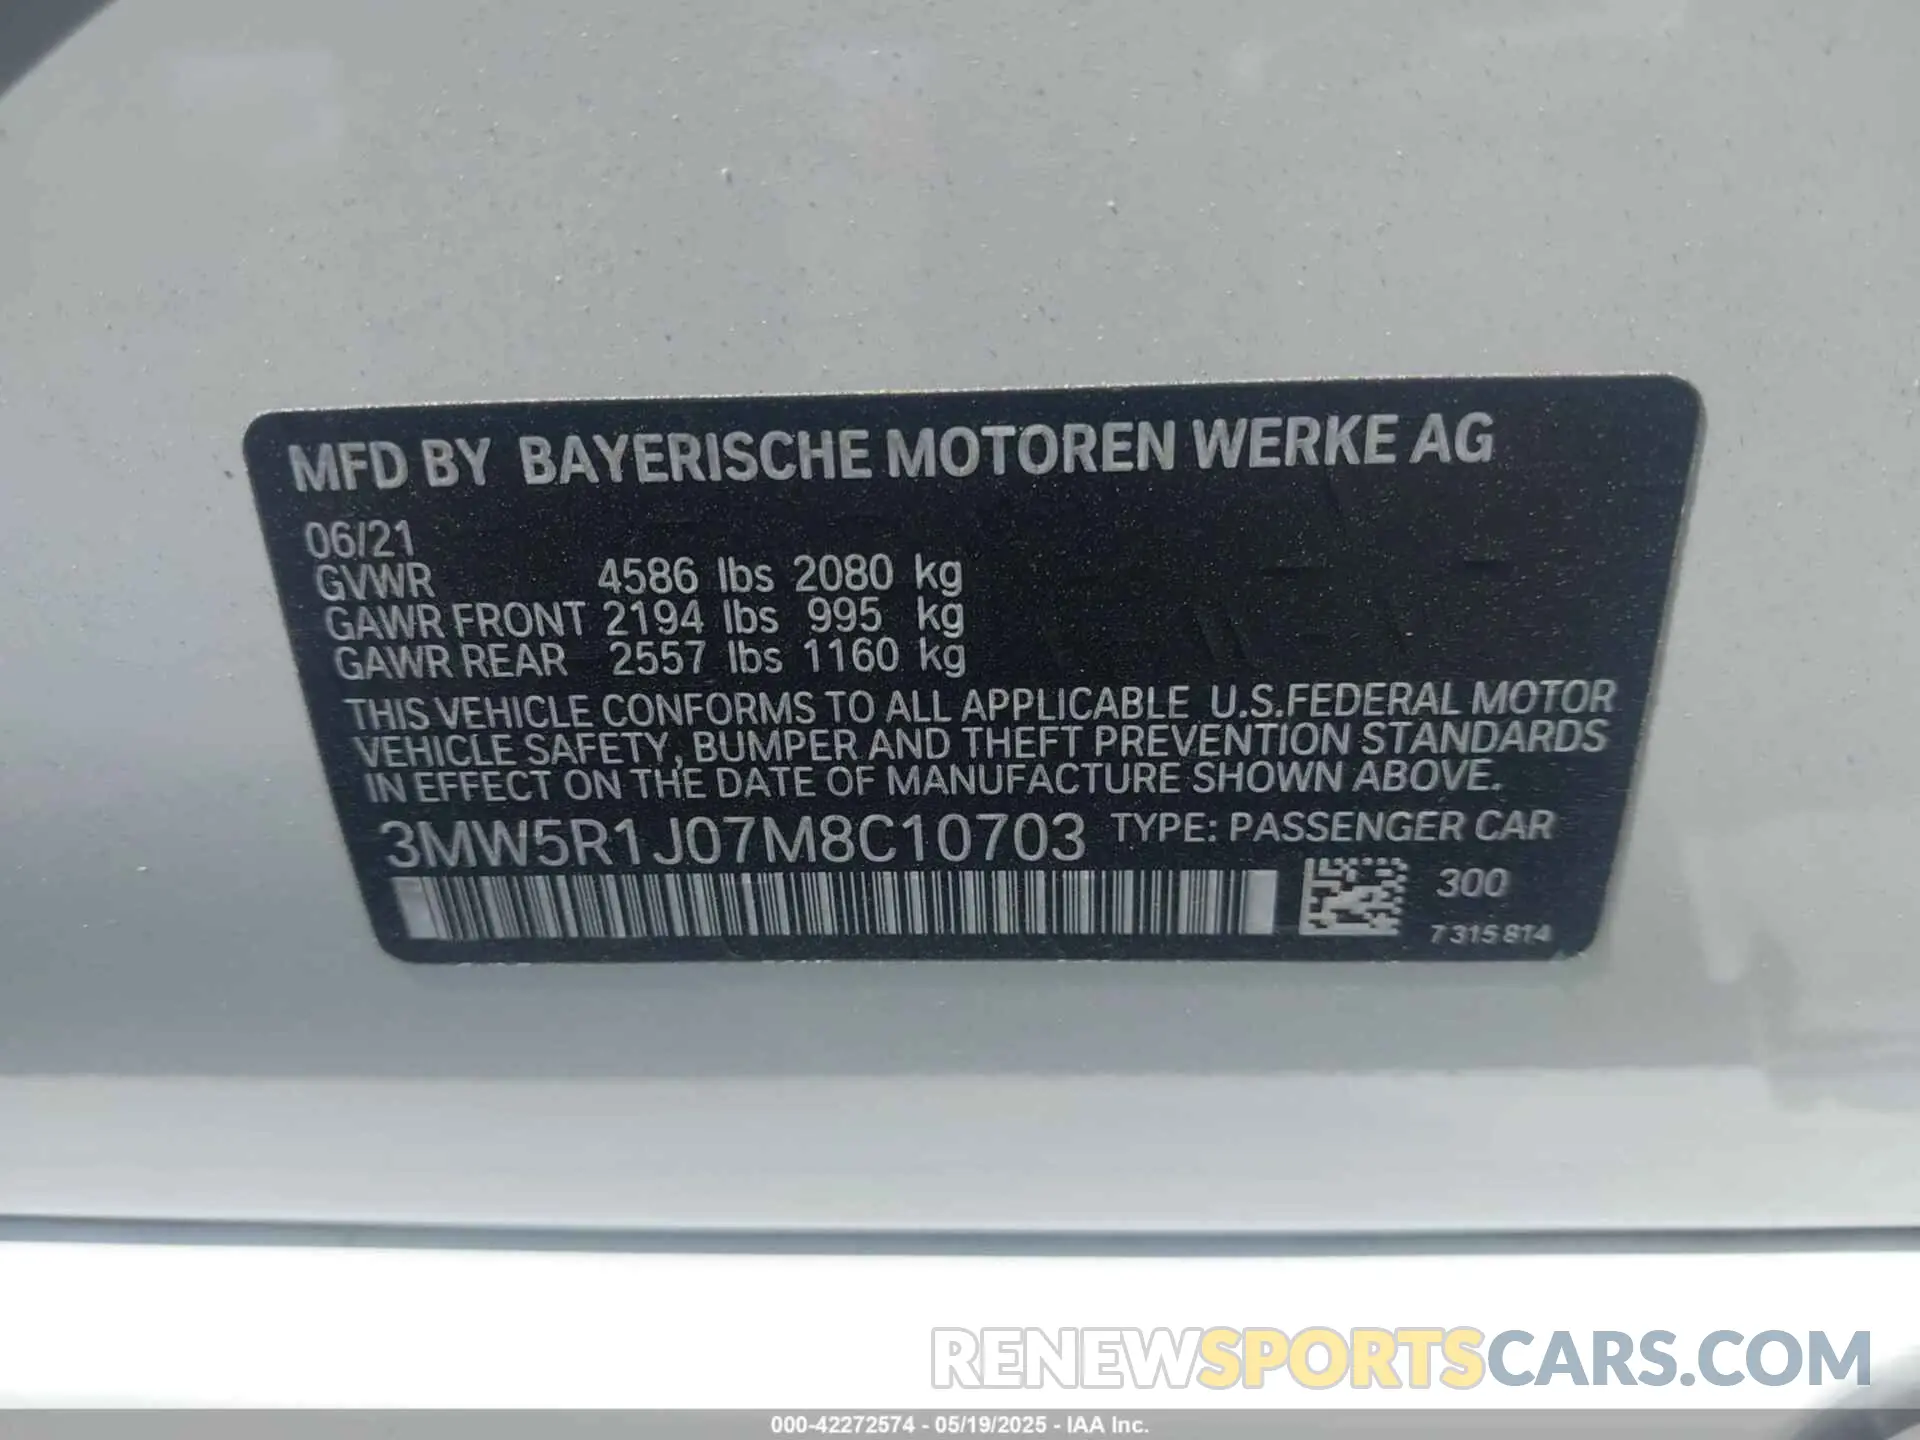 MFD BY BAYERISCHE MOTOREN WERKE AG
06/21
GVWR 4586 lbs 2080 kg
GAWR FRONT 2194 lbs 995 kg
GAWR REAR 2557 lbs 1160 kg
THIS VEHICLE CONFORMS TO ALL APPLICABLE U.S.FEDERAL MOTOR
VEHICLE SAFETY, BUMPER AND THEFT PREVENTION STANDARDS
IN EFFECT ON THE DATE OF MANUFACTURE SHOWN ABOVE.
3MW5R1J07M8C10703 TYPE: PASSENGER CAR
300
7 315 814
RENEWSPORTSCARS.COM
000-42272574 - 05/19/2025 - IAA Inc.